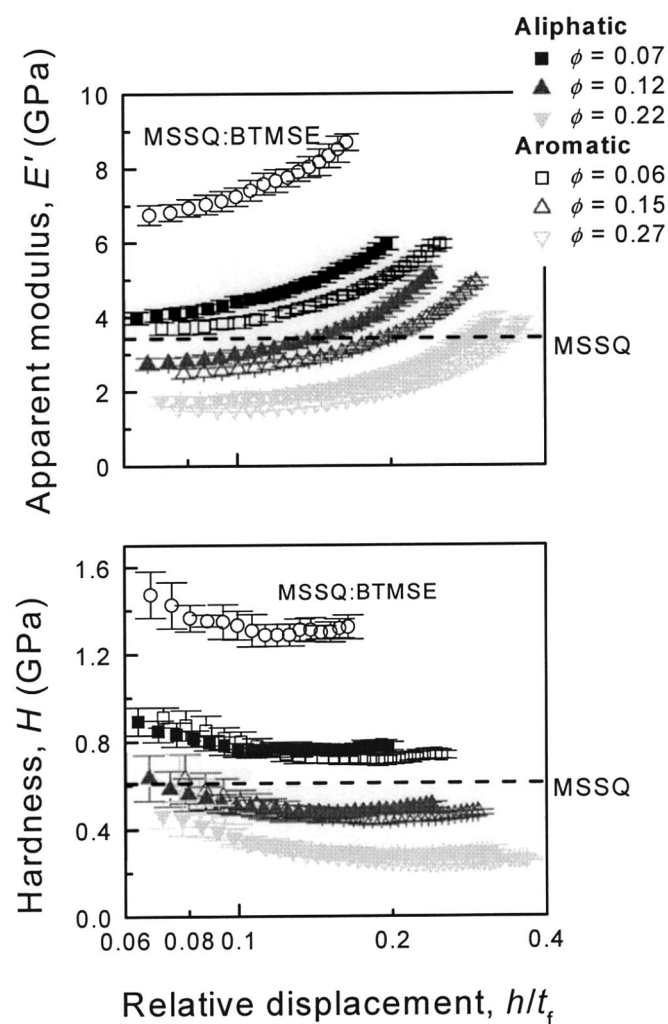 Aliphatic
ϕ = 0.07
ϕ = 0.12
ϕ = 0.22
Aromatic
ϕ = 0.06
ϕ = 0.15
ϕ = 0.27
Apparent modulus, E' (GPa)
10
8
6
4
2
0
MSSQ:BTMSE
MSSQ
Hardness, H (GPa)
1.6
1.2
0.8
0.4
0.0
MSSQ:BTMSE
MSSQ
0.06 0.08 0.1 0.2 0.4
Relative displacement, h/tf